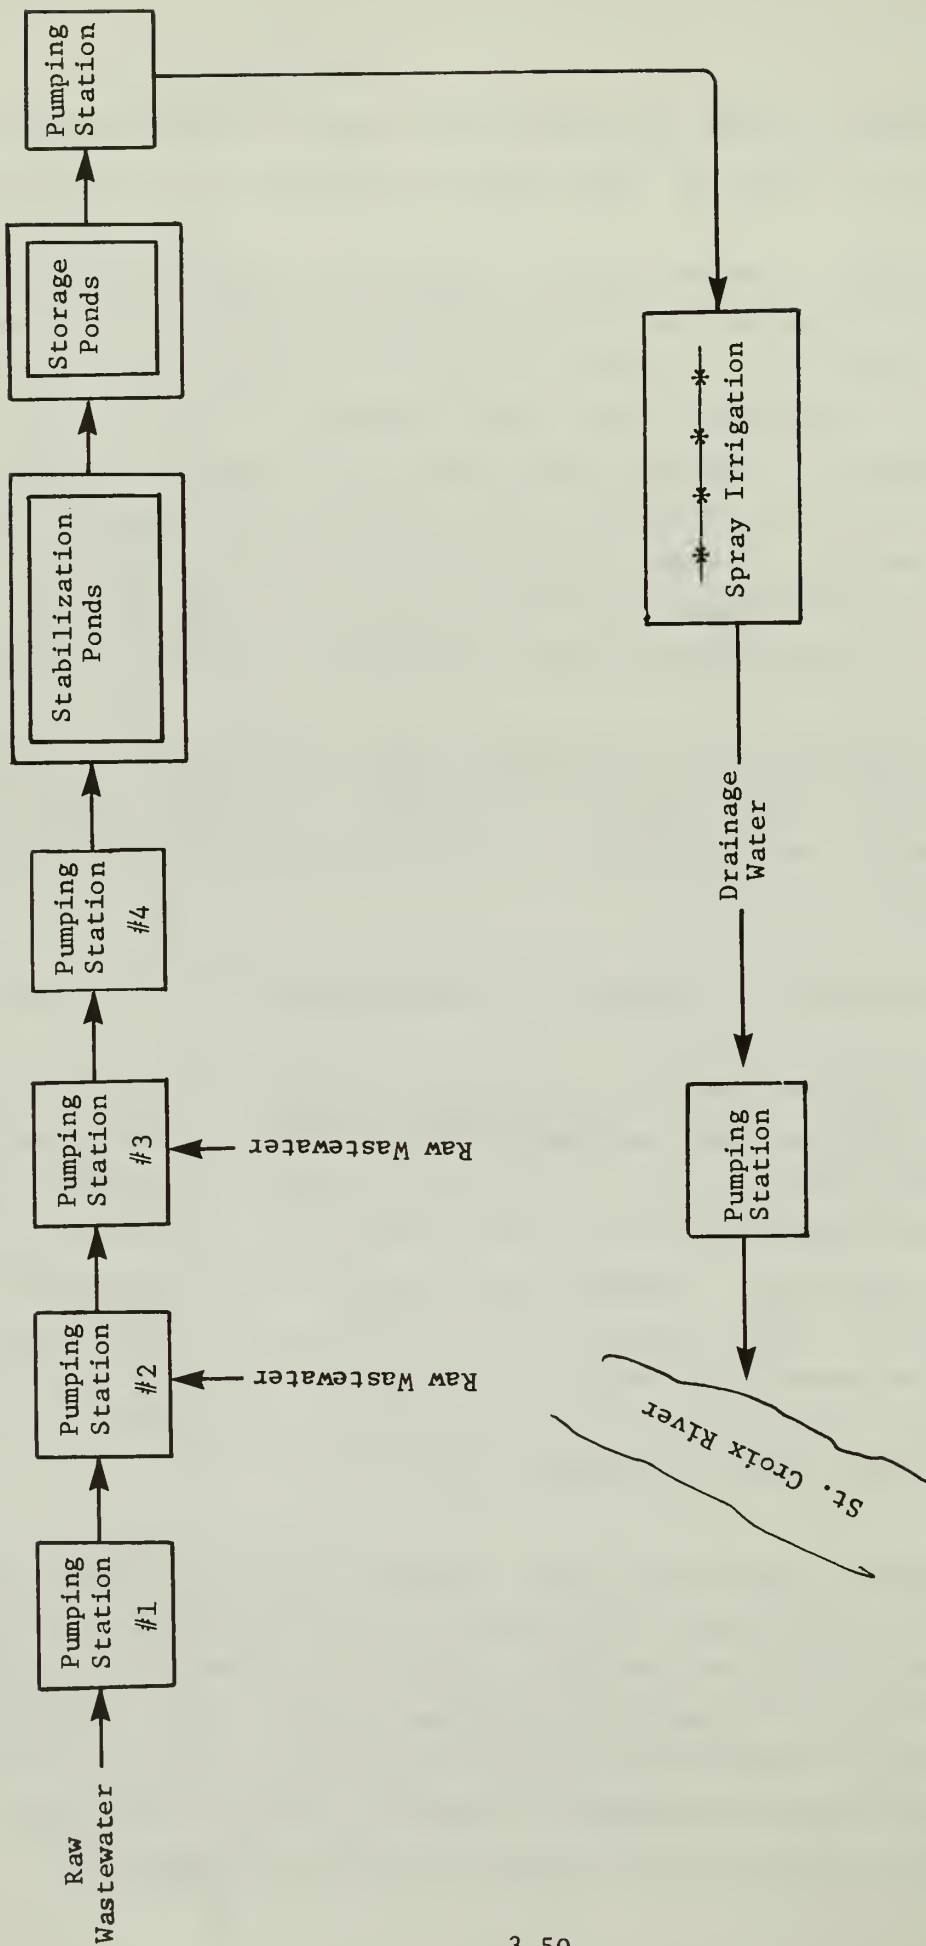 Raw
Wastewater
Pumping
Station
#1
Pumping
Station
#2
Raw Wastewater
Pumping
Station
#3
Raw Wastewater
Pumping
Station
#4
Stabilization
Ponds
Storage
Ponds
Pumping
Station
Spray Irrigation
Drainage
Water
Pumping
Station
St. Croix River
3-50